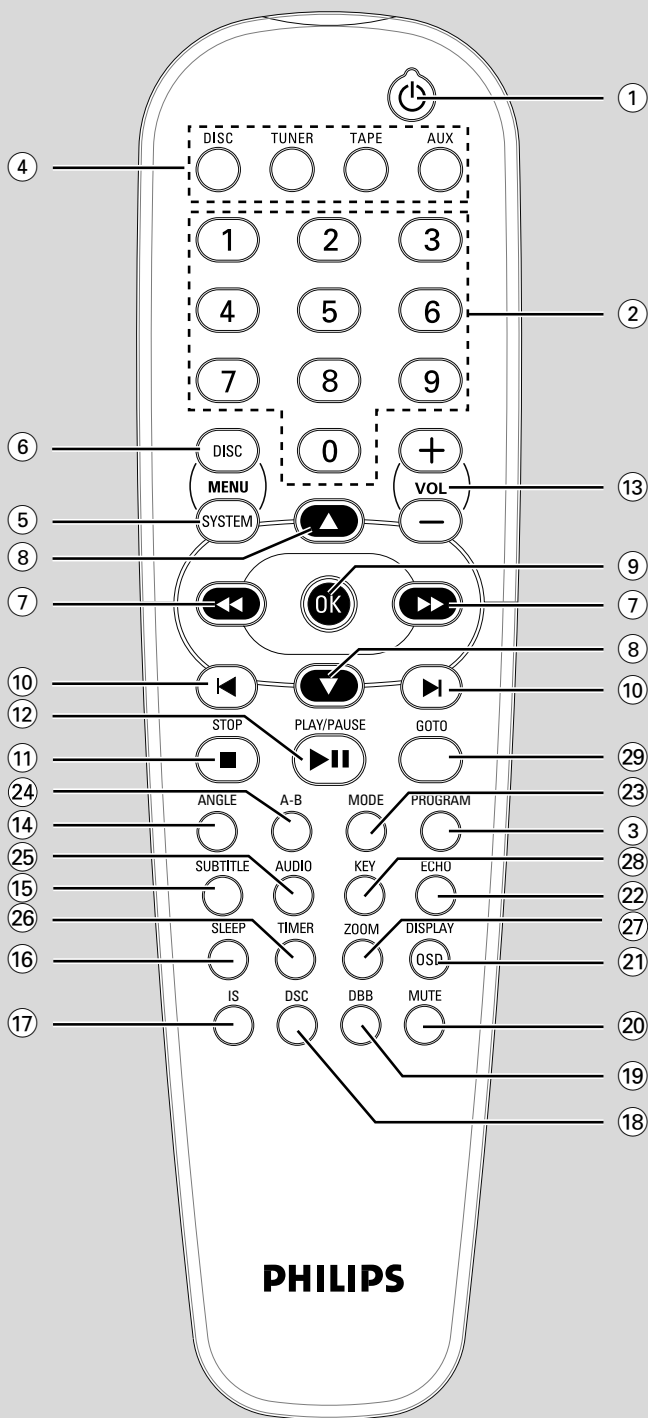 ①
DISC TUNER TAPE AUX
④
1 2 3
4 5 6
②
7 8 9
⑥ DISC 0 +
MENU VOL ⑬
⑤ SYSTEM −
⑧ ▲
⑨
⑦ ◀◀ OK ▶▶ ⑦
⑧
⑩ ▼ ⑩
⑫ STOP PLAY/PAUSE GOTO
⑪ ㉙
㉔ ANGLE A-B MODE PROGRAM ㉓
⑭ ③
㉕ SUBTITLE AUDIO KEY ECHO ㉘
⑮ ㉒
㉖ SLEEP TIMER ZOOM DISPLAY ㉗
⑯ OSD ㉑
IS DSC DBB MUTE
⑰ ⑳
⑲
⑱
PHILIPS